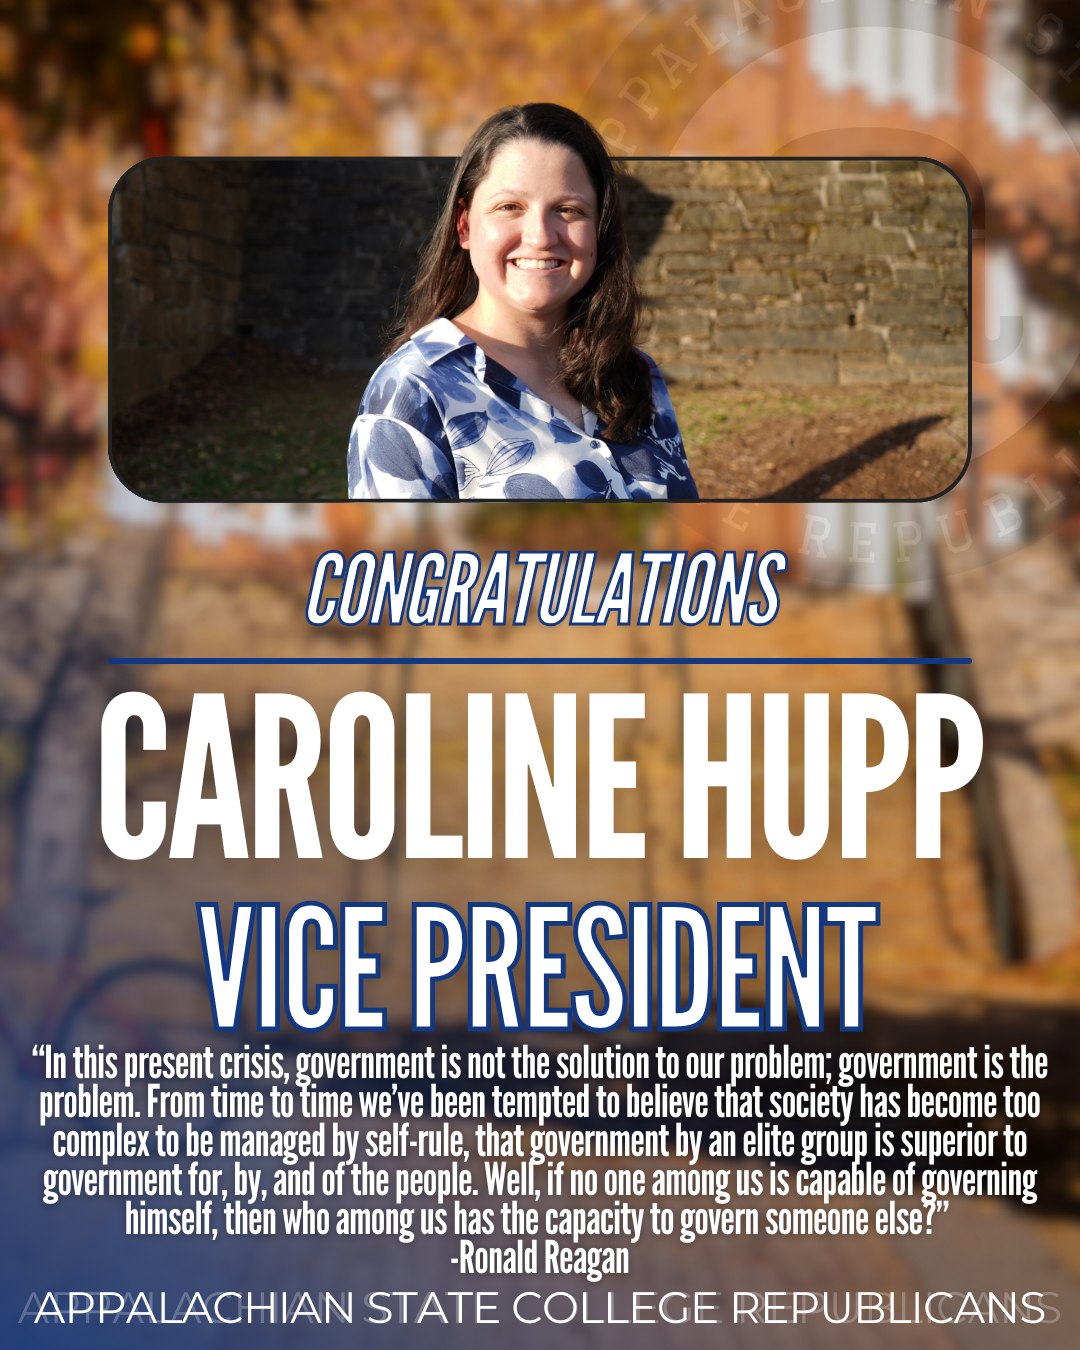 CONGRATULATIONS
CAROLINE HUPP
VICE PRESIDENT
“In this present crisis, government is not the solution to our problem; government is the
problem. From time to time we’ve been tempted to believe that society has become too
complex to be managed by self-rule, that government by an elite group is superior to
government for, by, and of the people. Well, if no one among us is capable of governing
himself, then who among us has the capacity to govern someone else?”
-Ronald Reagan
APPALACHIAN STATE COLLEGE REPUBLICANS